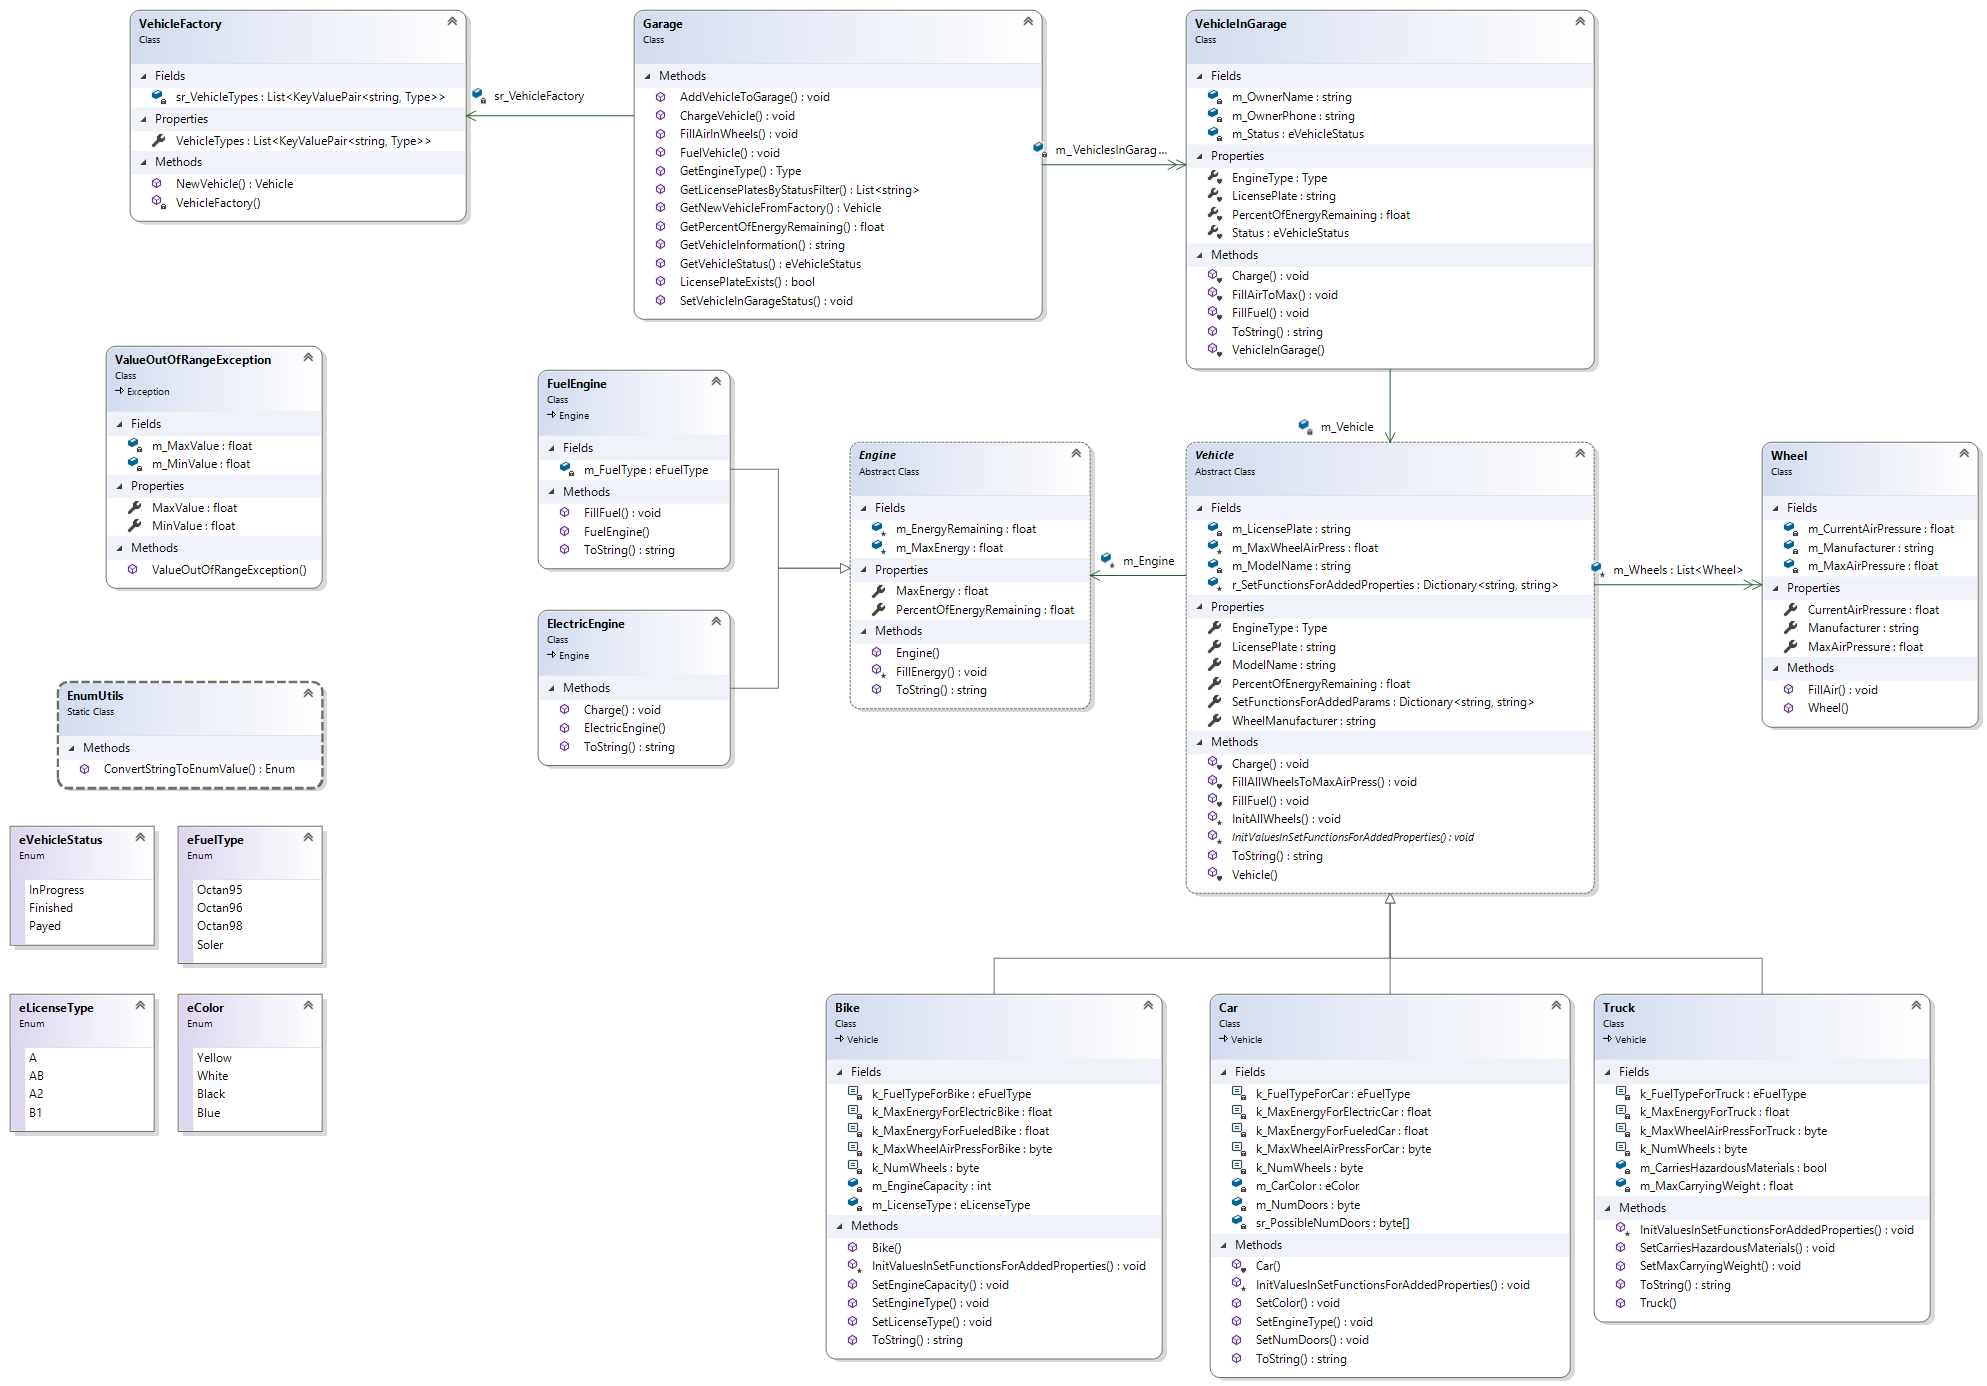 VehicleFactory
Class
Fields
sr_VehicleTypes : List<KeyValuePair<string, Type>>
Properties
VehicleTypes : List<KeyValuePair<string, Type>>
Methods
NewVehicle() : Vehicle
VehicleFactory()
sr_VehicleFactory
Garage
Class
Methods
AddVehicleToGarage() : void
ChargeVehicle() : void
FillAirInWheels() : void
FuelVehicle() : void
GetEngineType() : Type
GetLicensePlatesByStatusFilter() : List<string>
GetNewVehicleFromFactory() : Vehicle
GetPercentOfEnergyRemaining() : float
GetVehicleInformation() : string
GetVehicleStatus() : eVehicleStatus
LicensePlateExists() : bool
SetVehicleInGarageStatus() : void
m_VehiclesInGarag...
VehicleInGarage
Class
Fields
m_OwnerName : string
m_OwnerPhone : string
m_Status : eVehicleStatus
Properties
EngineType : Type
LicensePlate : string
PercentOfEnergyRemaining : float
Status : eVehicleStatus
Methods
Charge() : void
FillAirToMax() : void
FillFuel() : void
ToString() : string
VehicleInGarage()
m_Vehicle
ValueOutOfRangeException
Class
Exception
Fields
m_MaxValue : float
m_MinValue : float
Properties
MaxValue : float
MinValue : float
Methods
ValueOutOfRangeException()
FuelEngine
Class
Engine
Fields
m_FuelType : eFuelType
Methods
FillFuel() : void
FuelEngine()
ToString() : string
ElectricEngine
Class
Engine
Methods
Charge() : void
ElectricEngine()
ToString() : string
Engine
Abstract Class
Fields
m_EnergyRemaining : float
m_MaxEnergy : float
Properties
MaxEnergy : float
PercentOfEnergyRemaining : float
Methods
Engine()
FillEnergy() : void
ToString() : string
m_Engine
Vehicle
Abstract Class
Fields
m_LicensePlate : string
m_MaxWheelAirPress : float
m_ModelName : string
r_SetFunctionsForAddedProperties : Dictionary<string, string>
Properties
EngineType : Type
LicensePlate : string
ModelName : string
PercentOfEnergyRemaining : float
SetFunctionsForAddedParams : Dictionary<string, string>
WheelManufacturer : string
Methods
Charge() : void
FillAllWheelsToMaxAirPress() : void
FillFuel() : void
InitAllWheels() : void
InitValuesInSetFunctionsForAddedProperties() : void
ToString() : string
Vehicle()
m_Wheels : List<Wheel>
Wheel
Class
Fields
m_CurrentAirPressure : float
m_Manufacturer : string
m_MaxAirPressure : float
Properties
CurrentAirPressure : float
Manufacturer : string
MaxAirPressure : float
Methods
FillAir() : void
Wheel()
EnumUtils
Static Class
Methods
ConvertStringToEnumValue() : Enum
eVehicleStatus
Enum
InProgress
Finished
Payed
eFuelType
Enum
Octan95
Octan96
Octan98
Soler
eLicenseType
Enum
A
AB
A2
B1
eColor
Enum
Yellow
White
Black
Blue
Bike
Class
Vehicle
Fields
k_FuelTypeForBike : eFuelType
k_MaxEnergyForElectricBike : float
k_MaxEnergyForFueledBike : float
k_MaxWheelAirPressForBike : byte
k_NumWheels : byte
m_EngineCapacity : int
m_LicenseType : eLicenseType
Methods
Bike()
InitValuesInSetFunctionsForAddedProperties() : void
SetEngineCapacity() : void
SetEngineType() : void
SetLicenseType() : void
ToString() : string
Car
Class
Vehicle
Fields
k_FuelTypeForCar : eFuelType
k_MaxEnergyForElectricCar : float
k_MaxEnergyForFueledCar : float
k_MaxWheelAirPressForCar : byte
k_NumWheels : byte
m_CarColor : eColor
m_NumDoors : byte
sr_PossibleNumDoors : byte[]
Methods
Car()
InitValuesInSetFunctionsForAddedProperties() : void
SetColor() : void
SetEngineType() : void
SetNumDoors() : void
ToString() : string
Truck
Class
Vehicle
Fields
k_FuelTypeForTruck : eFuelType
k_MaxEnergyForTruck : float
k_MaxWheelAirPressForTruck : byte
k_NumWheels : byte
m_CarriesHazardousMaterials : bool
m_MaxCarryingWeight : float
Methods
InitValuesInSetFunctionsForAddedProperties() : void
SetCarriesHazardousMaterials() : void
SetMaxCarryingWeight() : void
ToString() : string
Truck()